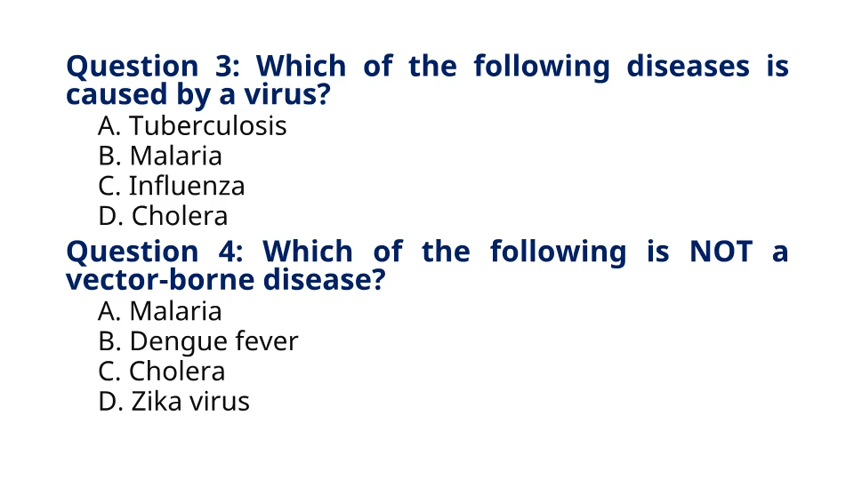 Question 3: Which of the following diseases is
caused by a virus?
A. Tuberculosis
B. Malaria
C. Influenza
D. Cholera
Question 4: Which of the following is NOT a
vector-borne disease?
A. Malaria
B. Dengue fever
C. Cholera
D. Zika virus